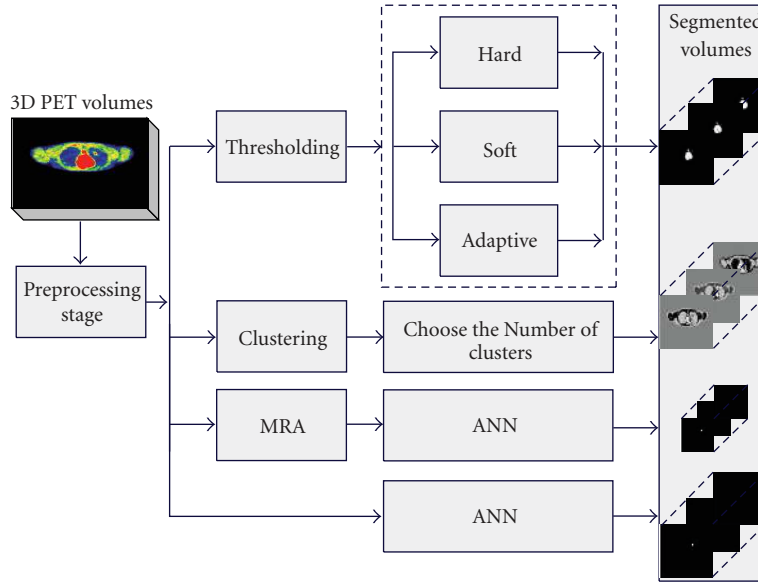 3D PET volumes
Preprocessing
stage
Thresholding
Hard
Soft
Adaptive
Clustering
Choose the Number of
clusters
MRA
ANN
ANN
Segmented
volumes